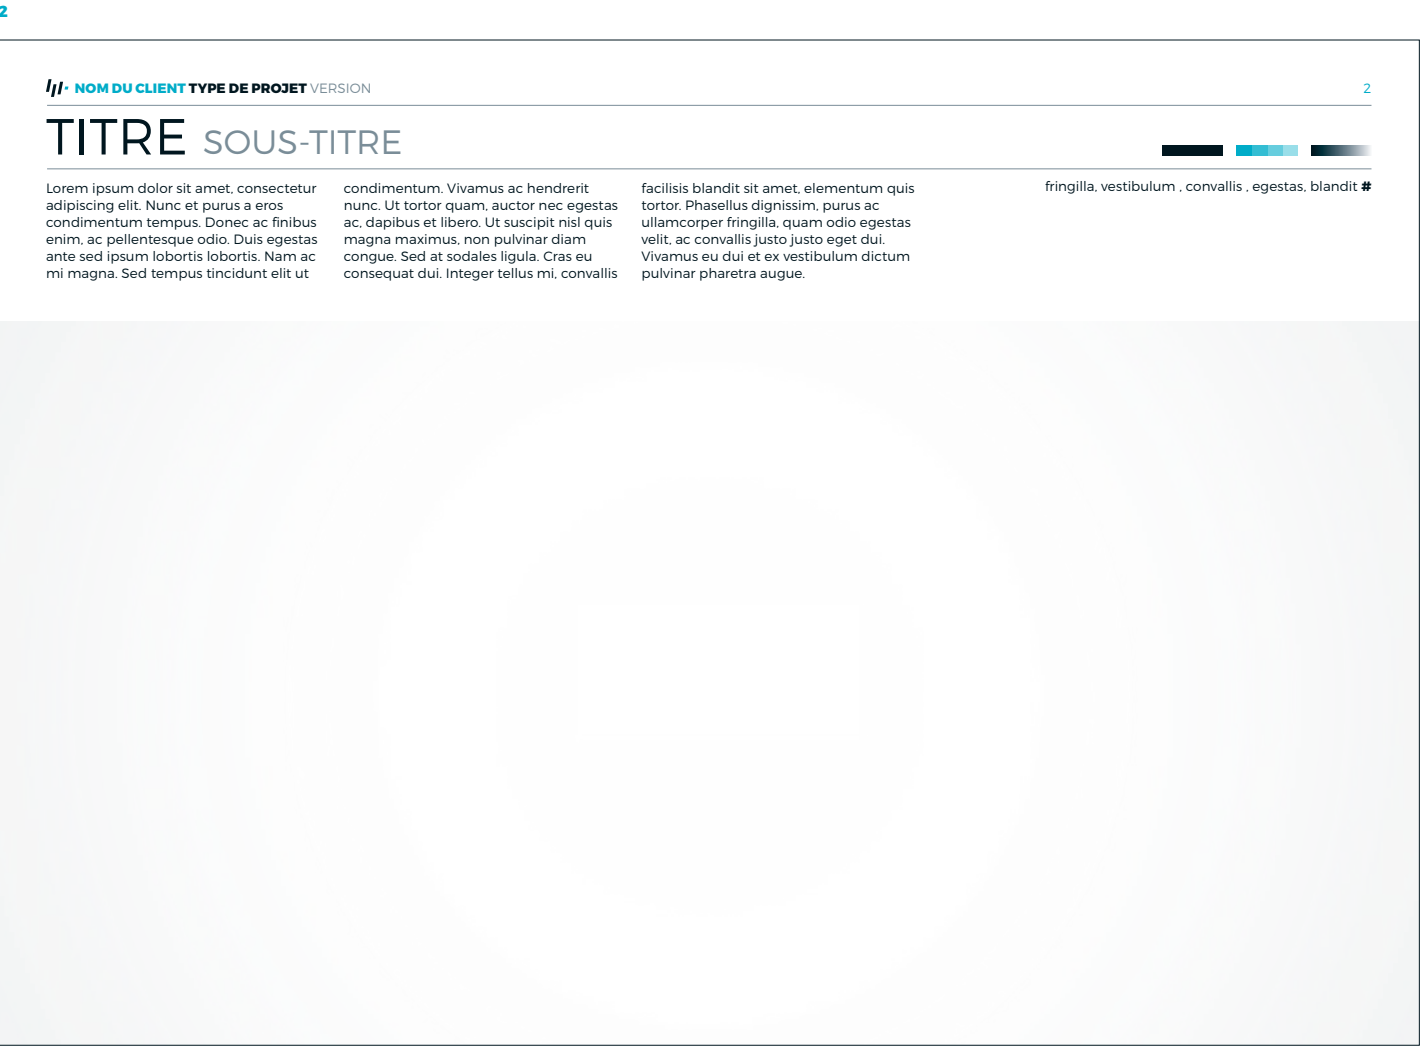 2
NOM DU CLIENT TYPE DE PROJET VERSION
2
TITRE SOUS-TITRE
Lorem ipsum dolor sit amet, consectetur
adipiscing elit. Nunc et purus a eros
condimentum tempus. Donec ac finibus
enim, ac pellentesque odio. Duis egestas
ante sed ipsum lobortis lobortis. Nam ac
mi magna. Sed tempus tincidunt elit ut
condimentum. Vivamus ac hendrerit
nunc. Ut tortor quam, auctor nec egestas
ac, dapibus et libero. Ut suscipit nisl quis
magna maximus, non pulvinar diam
congue. Sed at sodales ligula. Cras eu
consequat dui. Integer tellus mi, convallis
facilisis blandit sit amet, elementum quis
tortor. Phasellus dignissim, purus ac
ullamcorper fringilla, quam odio egestas
velit, ac convallis justo justo eget dui.
Vivamus eu dui et ex vestibulum dictum
pulvinar pharetra augue.
fringilla, vestibulum , convallis , egestas, blandit #